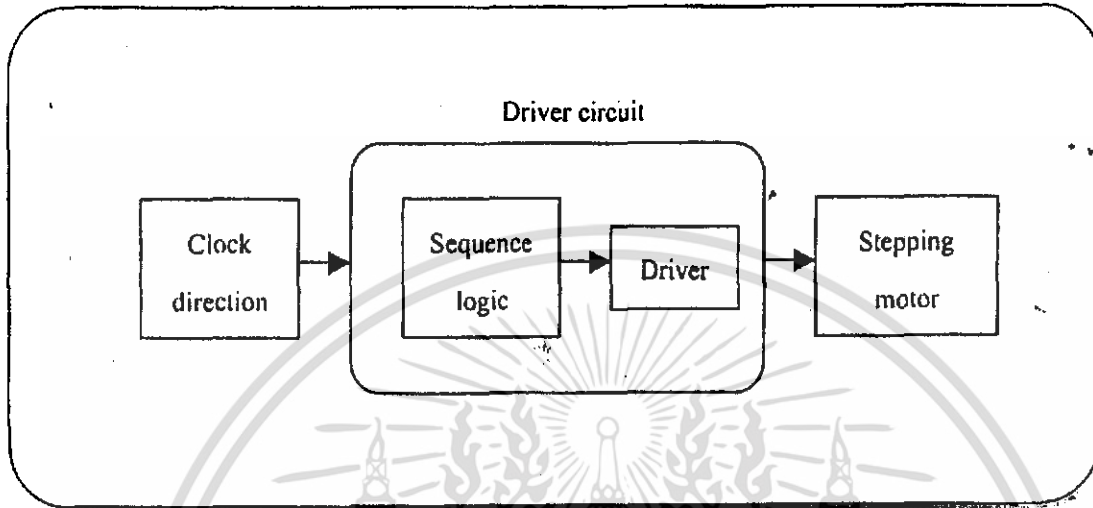 Driver circuit
Clock
direction
Sequence
logic
Driver
Stepping
motor